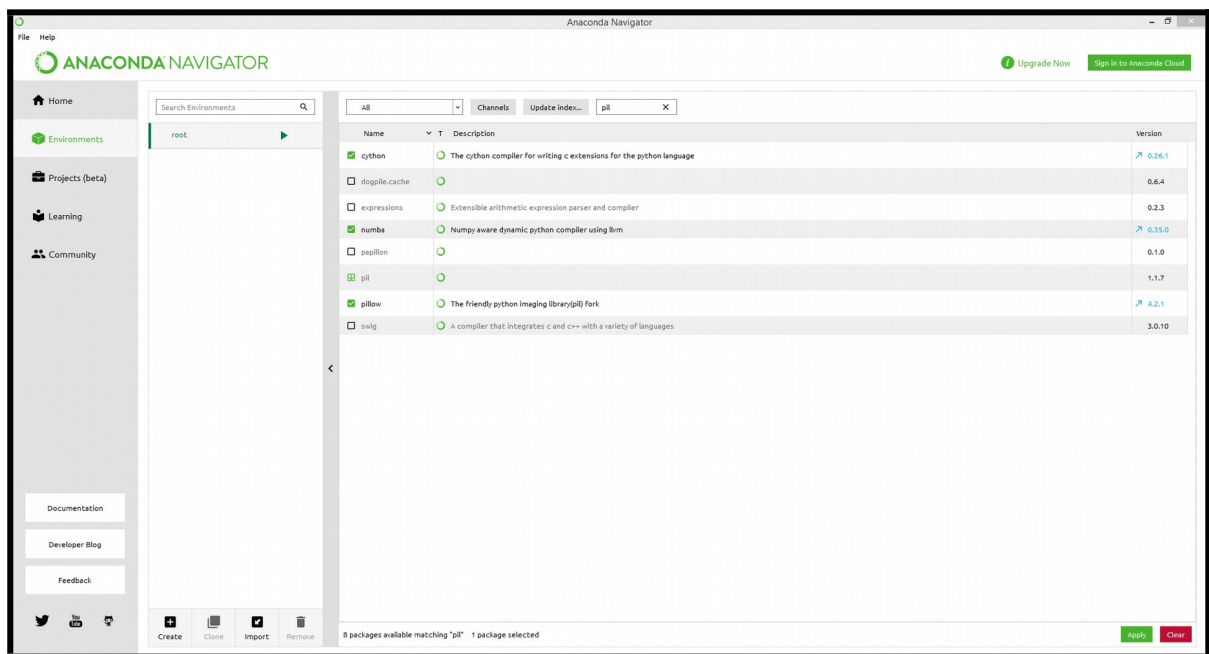 Anaconda Navigator
File Help
ANACONDA NAVIGATOR
Upgrade Now
Sign in to Anaconda Cloud
Home
Environments
Projects (beta)
Learning
Community
Documentation
Developer Blog
Feedback
You Tube
Search Environments
root
Create Clone Import Remove
All Channels Update index... pil
Name T Description Version
cython The cython compiler for writing c extensions for the python language 0.26.1
dogpile.cache 0.6.4
expressions Extensible arithmetic expression parser and compiler 0.2.3
numba Numpy aware dynamic python compiler using llvm 0.35.0
papillon 0.1.0
pil 1.1.7
pillow The friendly python imaging library(pil) fork 4.2.1
swig A compiler that integrates c and c++ with a variety of languages 3.0.10
8 packages available matching "pil" 1 package selected
Apply Clear